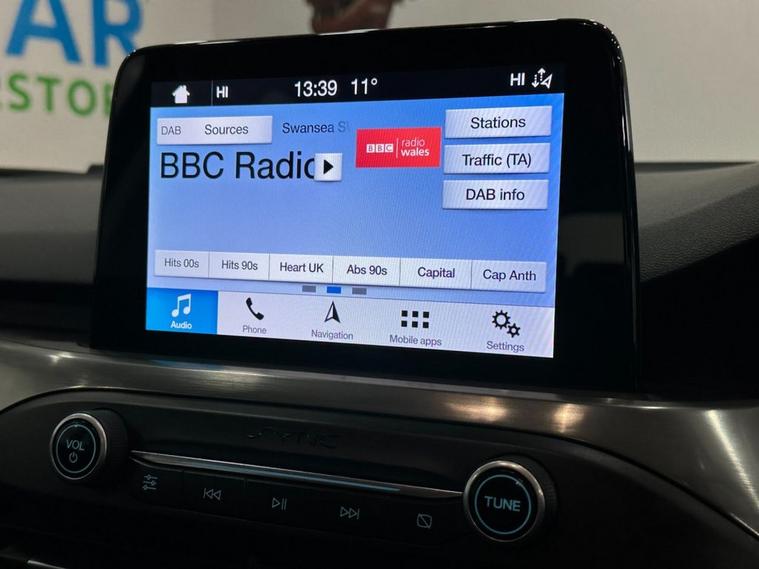 AR
STO
HI 13:39 11° HI
DAB Sources Swansea S
BBC radio wales
Stations
BBC Radio
Traffic (TA)
DAB info
Hits 00s Hits 90s Heart UK Abs 90s Capital Cap Anth
Audio Phone Navigation Mobile apps Settings
SYNC
VOL
TUNE